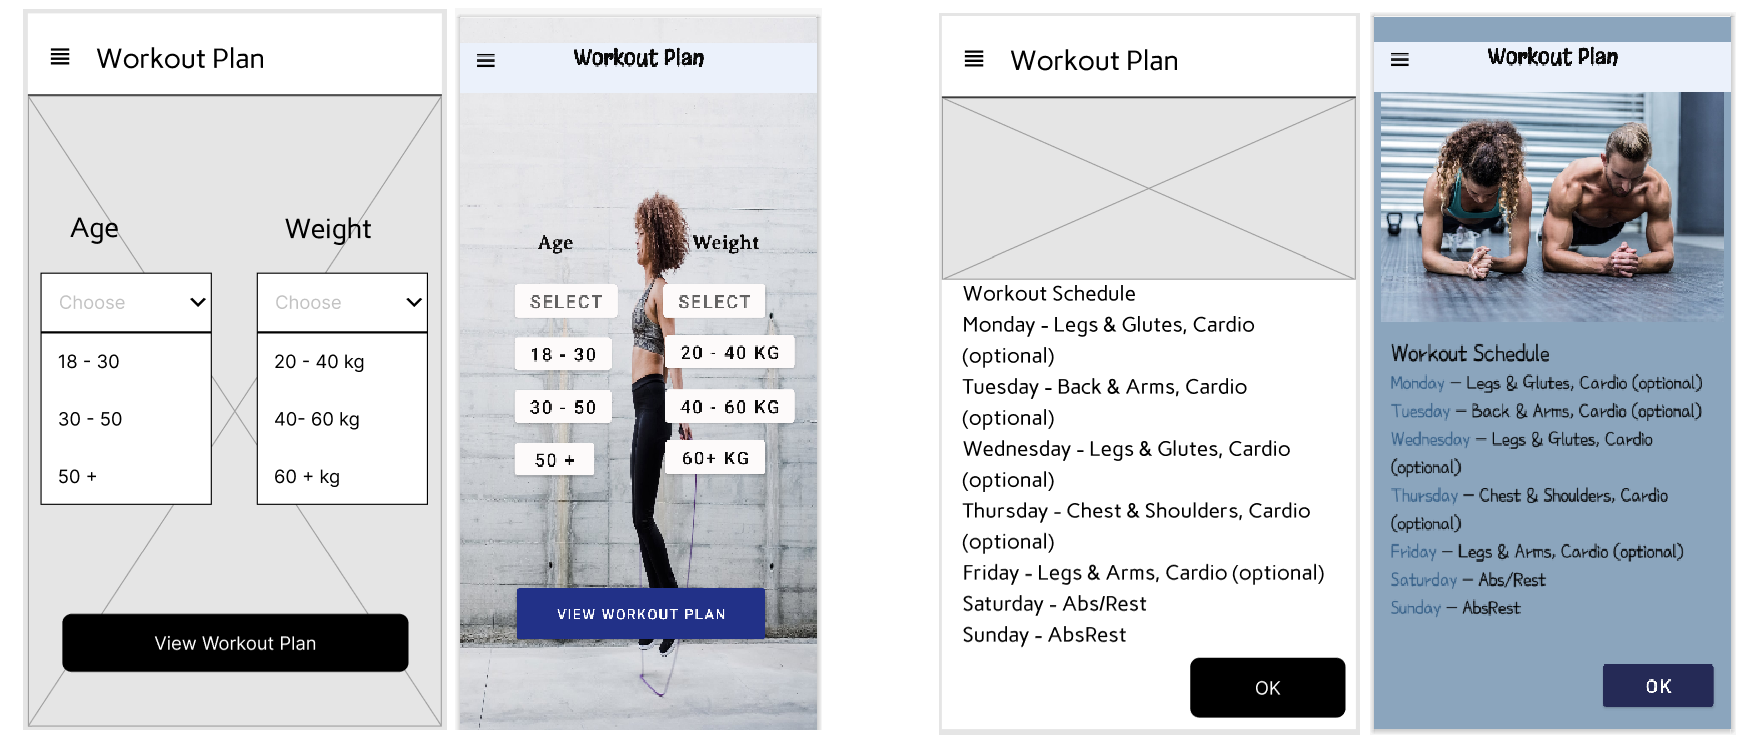 Workout Plan
Age
Weight
Choose
Choose
18 - 30
20 - 40 kg
30 - 50
40- 60 kg
50 +
60 + kg
View Workout Plan
Workout Plan
Age
Weight
SELECT
SELECT
18 - 30
20 - 40 KG
30 - 50
40 - 60 KG
50 +
60+ KG
VIEW WORKOUT PLAN
Workout Plan
Workout Schedule
Monday - Legs & Glutes, Cardio
(optional)
Tuesday - Back & Arms, Cardio
(optional)
Wednesday - Legs & Glutes, Cardio
(optional)
Thursday - Chest & Shoulders, Cardio
(optional)
Friday - Legs & Arms, Cardio (optional)
Saturday - Abs/Rest
Sunday - AbsRest
OK
Workout Plan
Workout Schedule
Monday – Legs & Glutes, Cardio (optional)
Tuesday – Back & Arms, Cardio (optional)
Wednesday – Legs & Glutes, Cardio
(optional)
Thursday – Chest & Shoulders, Cardio
(optional)
Friday – Legs & Arms, Cardio (optional)
Saturday – Abs/Rest
Sunday – AbsRest
OK